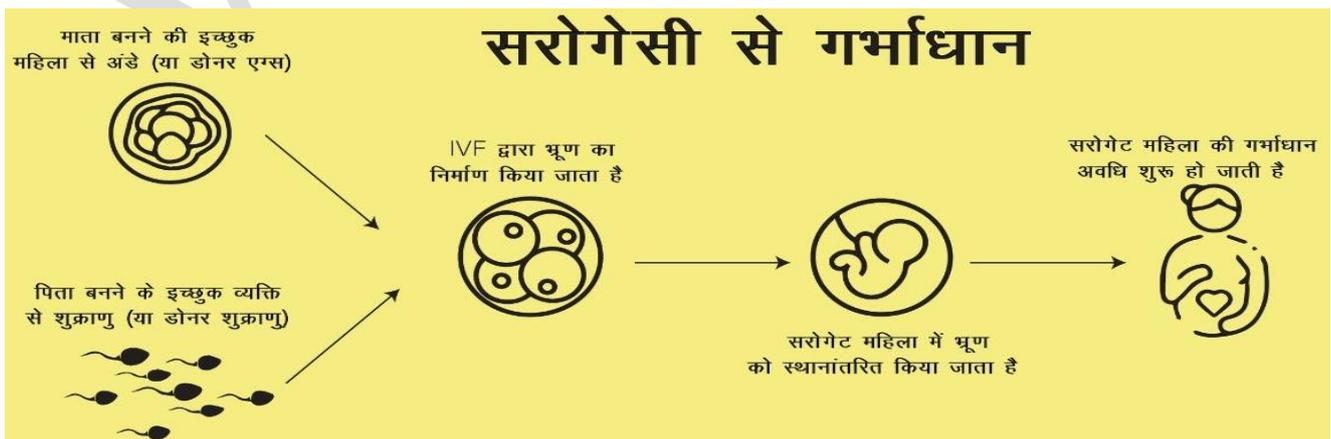 सरोगेसी से गर्भाधान
माता बनने की इच्छुक
महिला से अंडे (या डोनर एग्स)
पिता बनने के इच्छुक व्यक्ति
से शुक्राणु (या डोनर शुक्राणु)
IVF द्वारा भ्रूण का
निर्माण किया जाता है
सरोगेट महिला में भ्रूण
को स्थानांतरित किया जाता है
सरोगेट महिला की गर्भाधान
अवधि शुरू हो जाती है